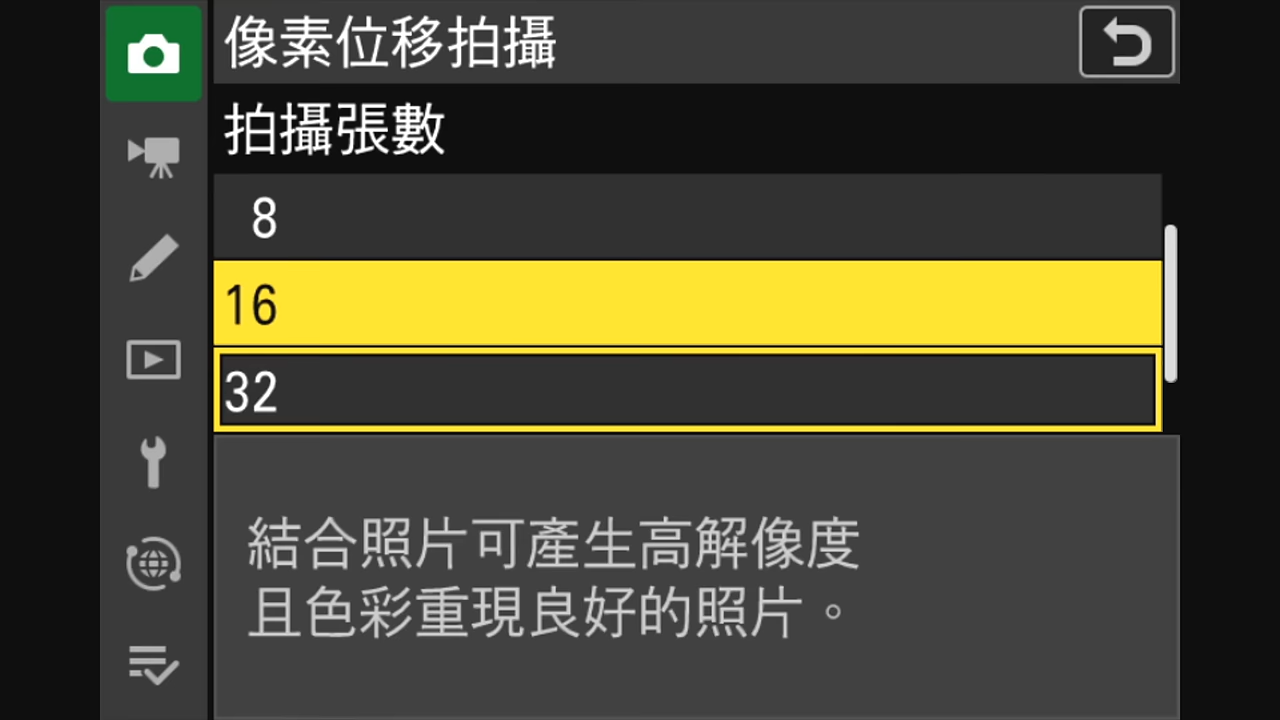 像素位移拍攝
拍攝張數
8
16
32
結合照片可產生高解像度
且色彩重現良好的照片。